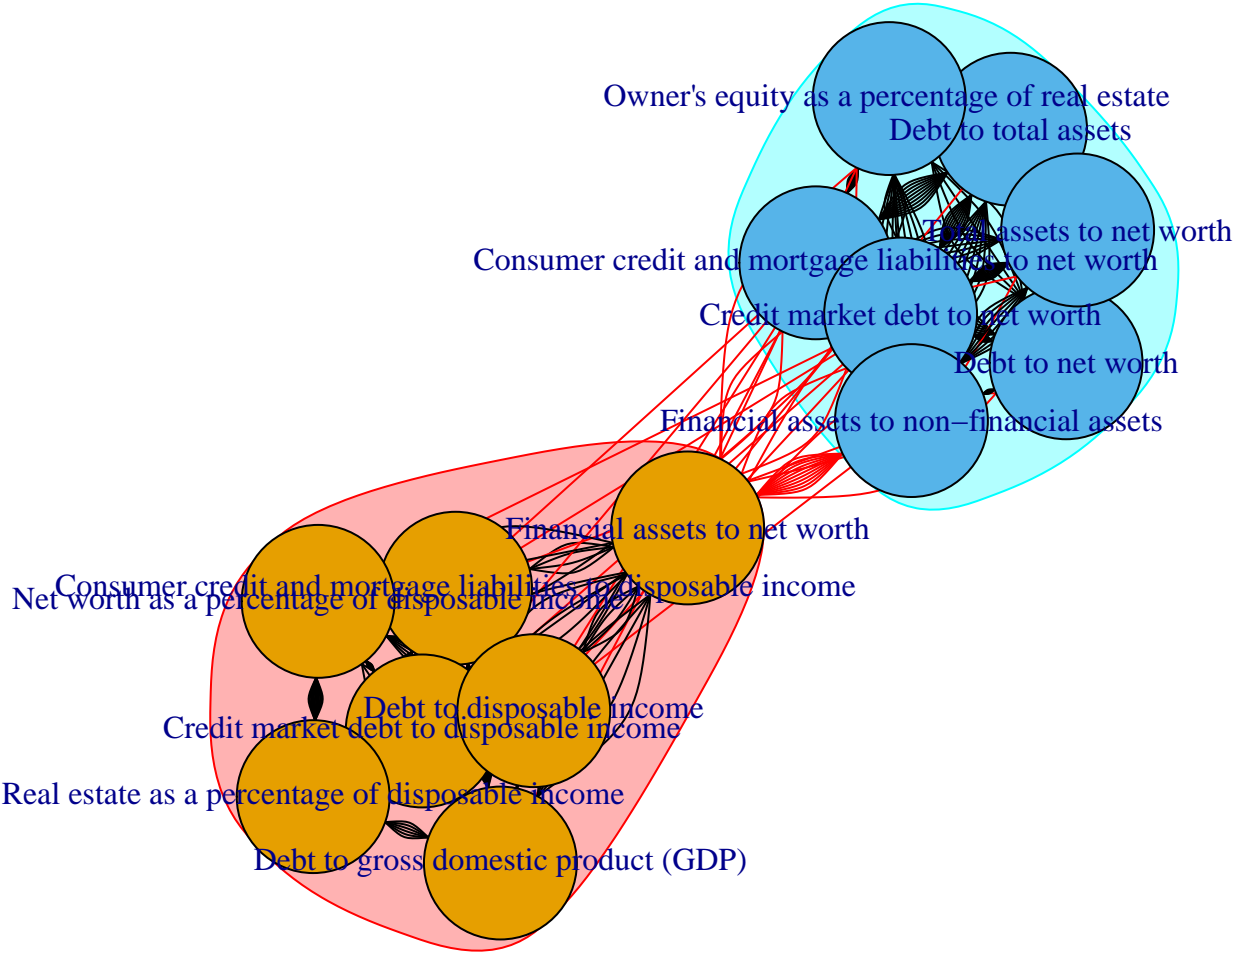 Owner's equity as a percentage of real estate
Debt to total assets
Total assets to net worth
Consumer credit and mortgage liabilities to net worth
Credit market debt to net worth
Debt to net worth
Financial assets to non−financial assets
Financial assets to net worth
Consumer credit and mortgage liabilities to disposable income
Net worth as a percentage of disposable income
Debt to disposable income
Credit market debt to disposable income
Real estate as a percentage of disposable income
Debt to gross domestic product (GDP)